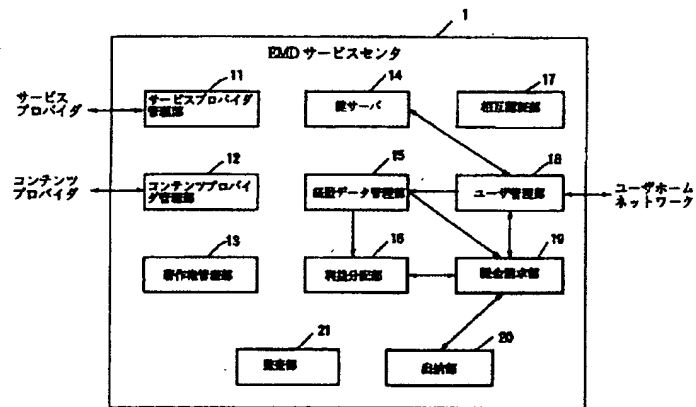 1
EMD サービスセンタ
11
14
17
サービス
プロバイダ
サービスプロバイダ
管理部
鍵サーバ
相互認証部
12
15
18
コンテンツ
プロバイダ
コンテンツプロバイ
ダ管理部
経歴データ管理部
ユーザ管理部
ユーザホーム
ネットワーク
13
16
19
著作権管理部
利益分配部
課金請求部
21
20
監査部
出納部